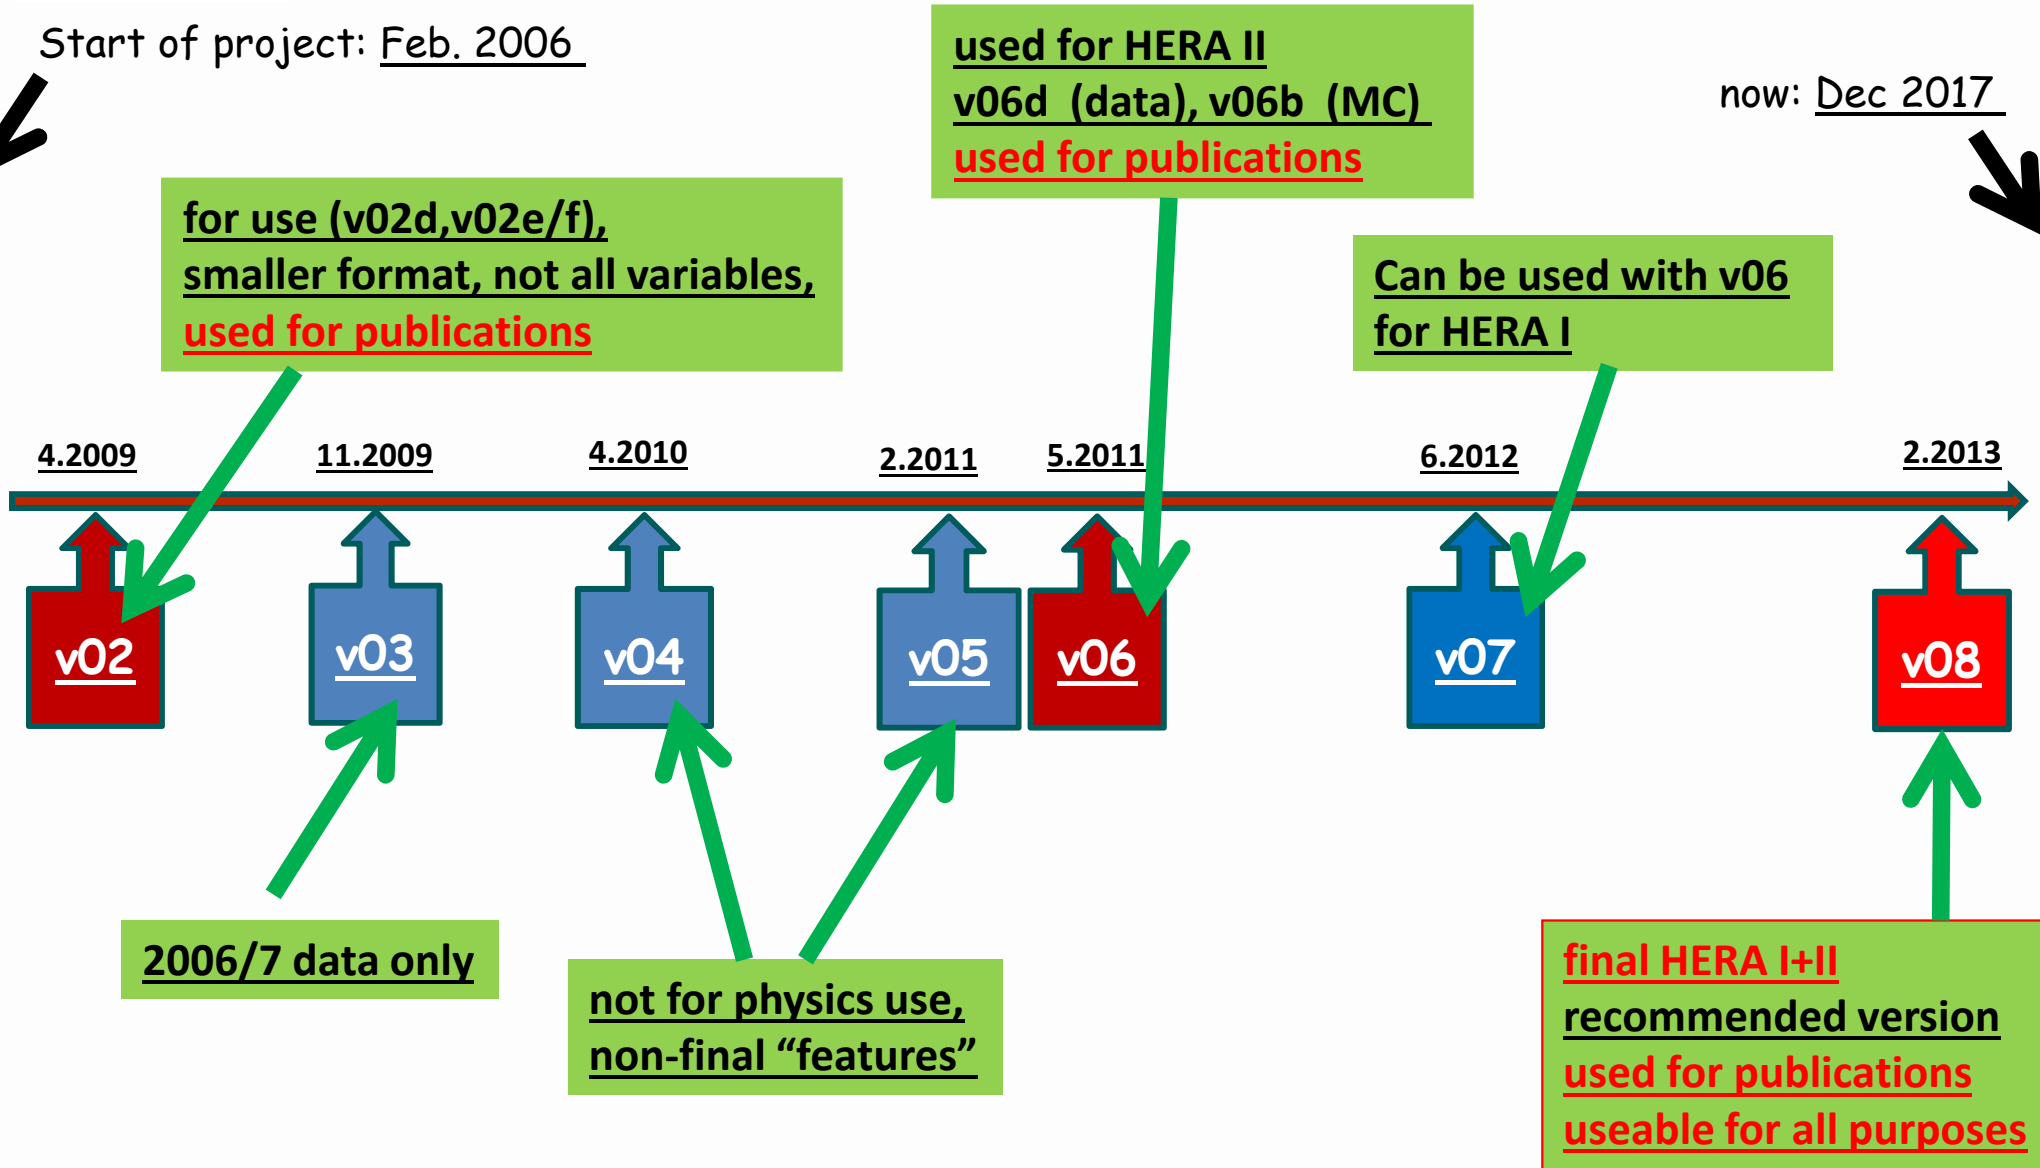 Start of project: Feb. 2006
used for HERA II
v06d (data), v06b (MC)
used for publications
now: Dec 2017
for use (v02d,v02e/f),
smaller format, not all variables,
used for publications
Can be used with v06
for HERA I
4.2009
11.2009
4.2010
2.2011
5.2011
6.2012
2.2013
v02
v03
v04
v05
v06
v07
v08
2006/7 data only
not for physics use,
non-final “features”
final HERA I+II
recommended version
used for publications
useable for all purposes